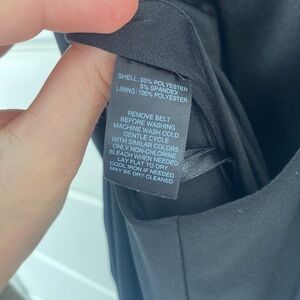 SHELL: 95% POLYESTER
5% SPANDEX
LINING: 100% POLYESTER
REMOVE BELT
BEFORE WASHING
MACHINE WASH COLD
GENTLE CYCLE
WITH SIMILAR COLORS
ONLY NON-CHLORINE
BLEACH WHEN NEEDED
LAY FLAT TO DRY
COOL IRON IF NEEDED
MAY BE DRY CLEANED